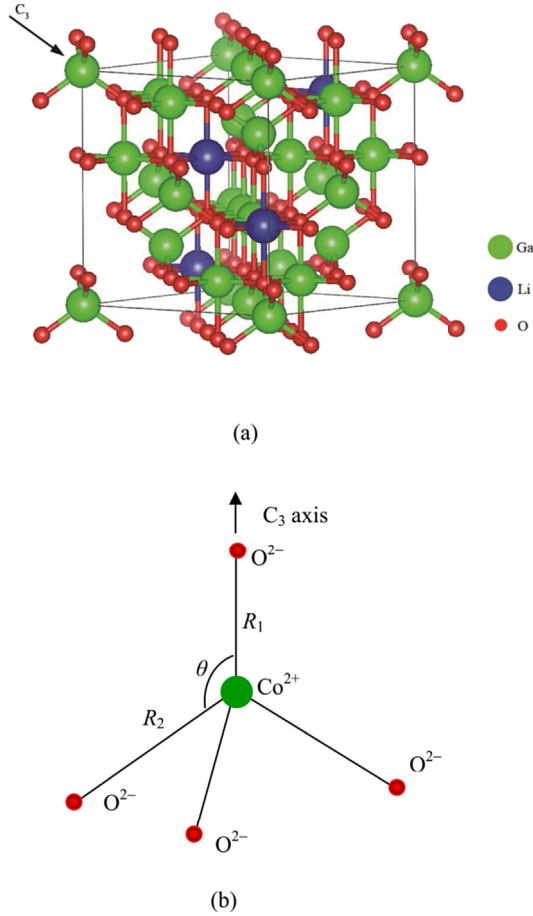 C₃
Ga
Li
O
(a)
C₃ axis
O²⁻
R₁
θ
Co²⁺
R₂
O²⁻
O²⁻
O²⁻
(b)